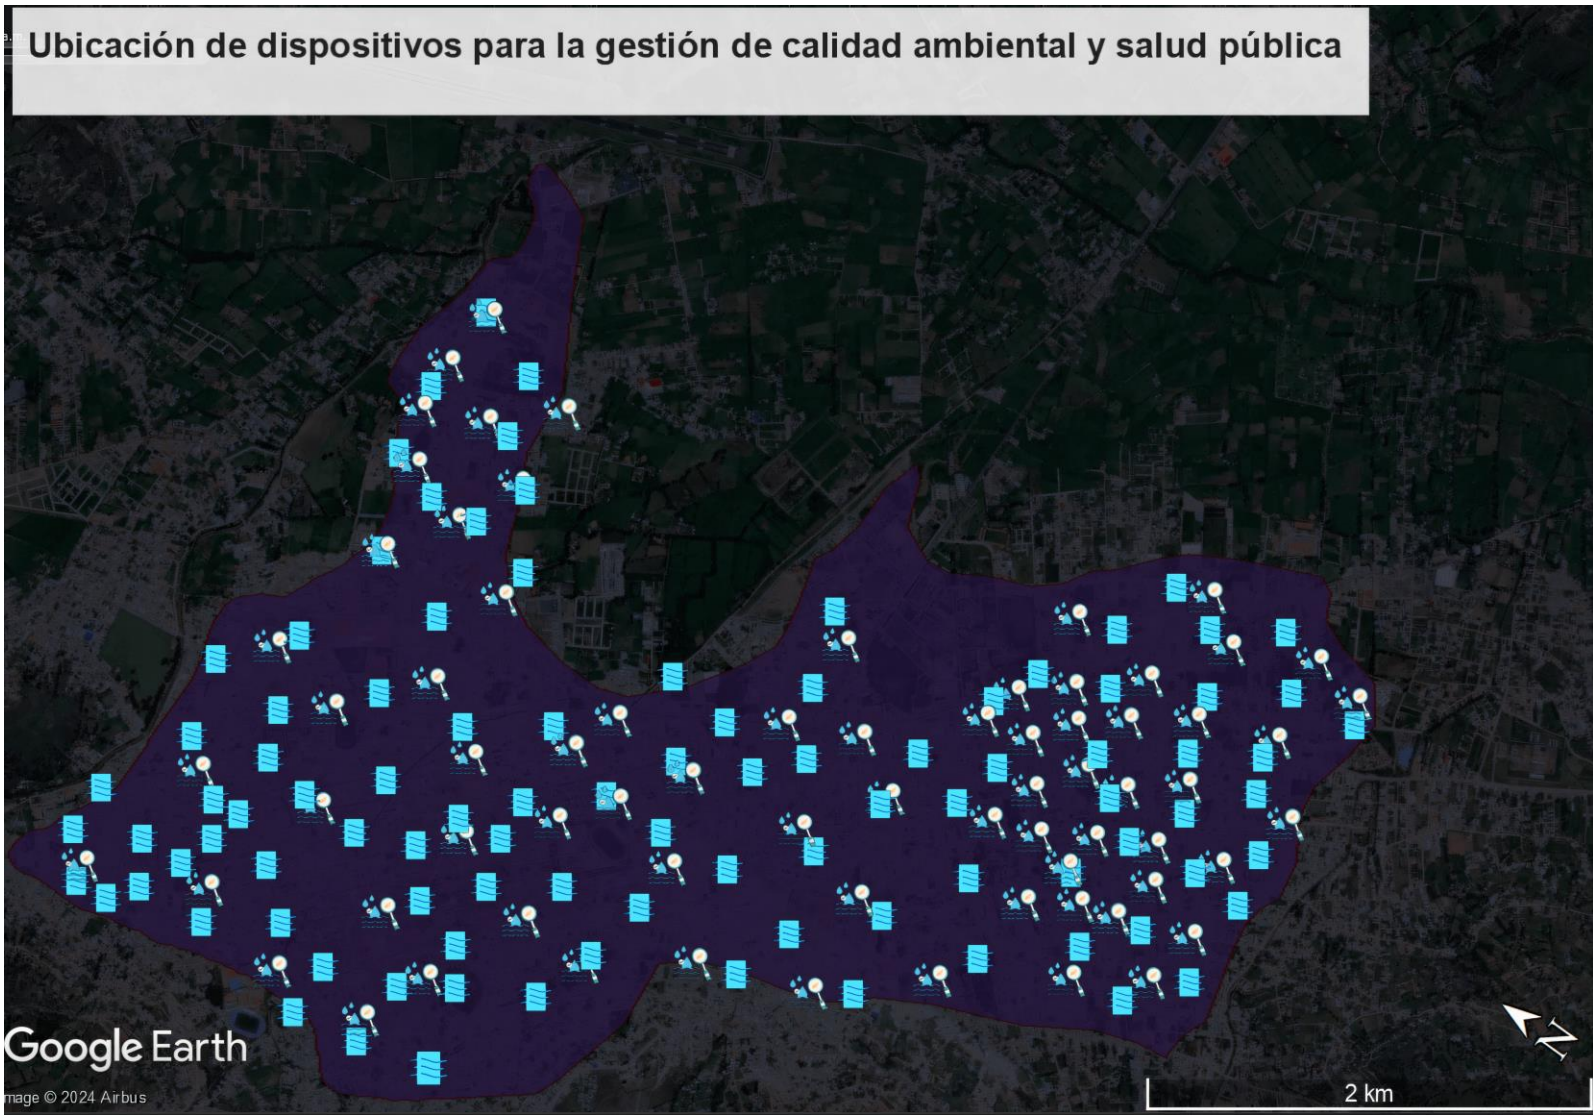 a.m.
Ubicación de dispositivos para la gestión de calidad ambiental y salud pública
Google Earth
mage © 2024 Airbus
N
2 km